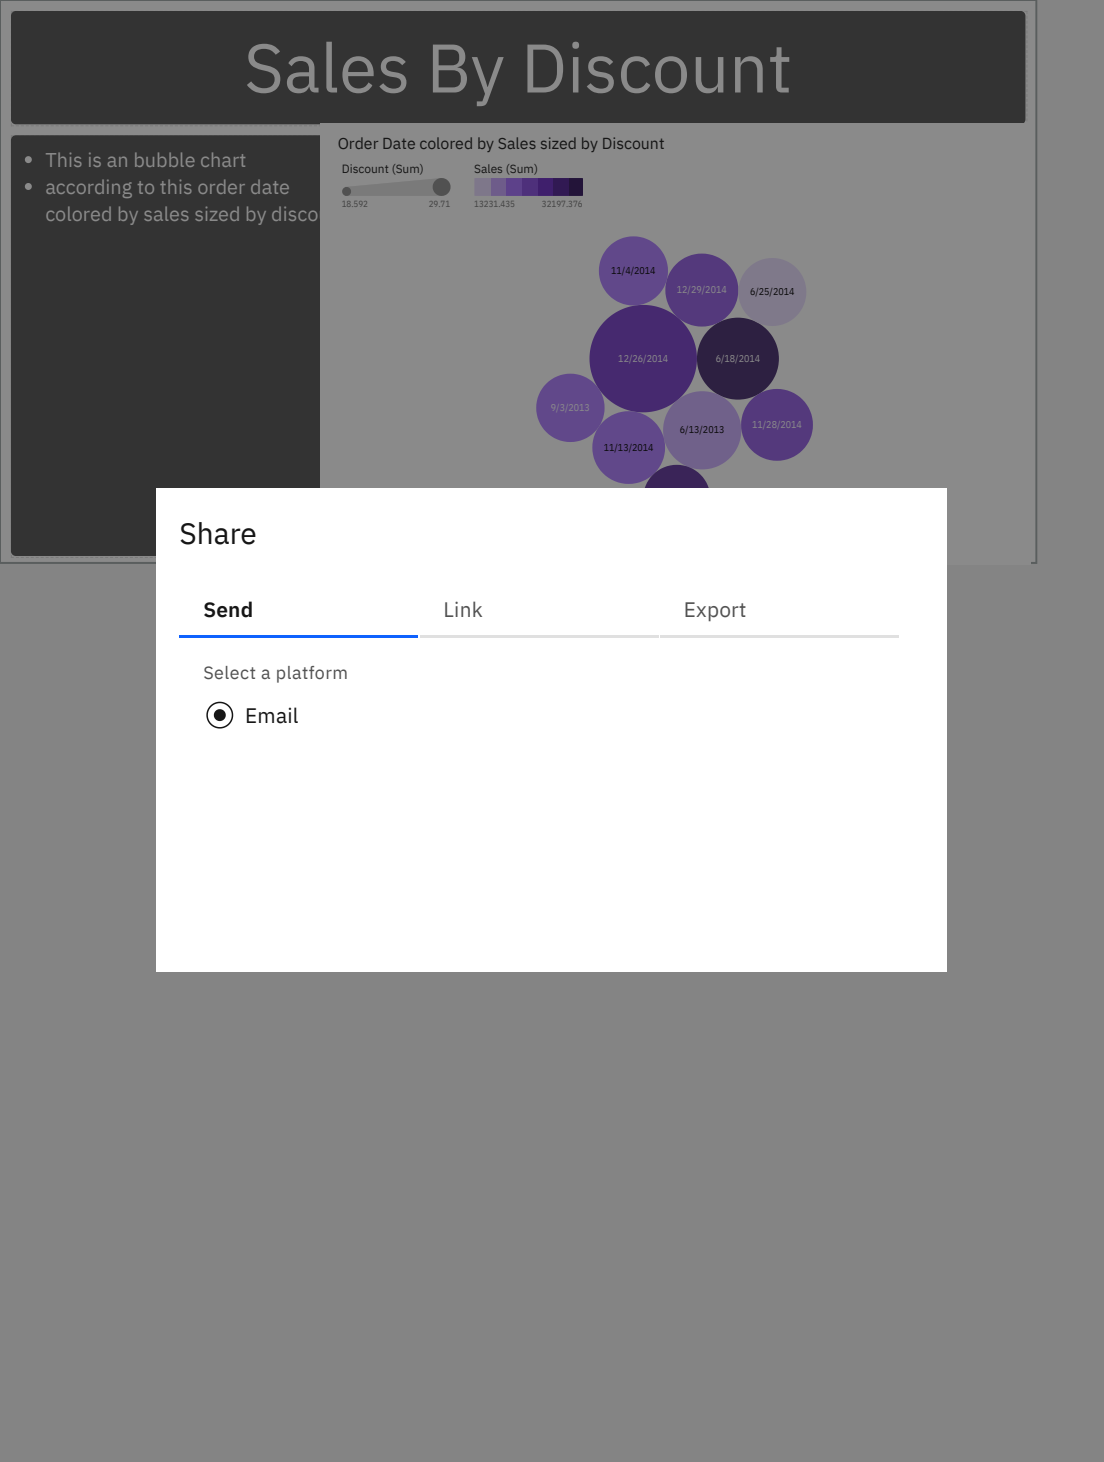 Sales By Discount
This is an bubble chart
according to this order date
colored by sales sized by disco
Order Date colored by Sales sized by Discount
Discount (Sum)
18.592 29.71
Sales (Sum)
13231.435 32197.376
11/4/2014
12/29/2014
6/25/2014
12/26/2014
6/18/2014
9/3/2013
11/28/2014
6/13/2013
11/13/2014
Share
Send Link Export
Select a platform
Email